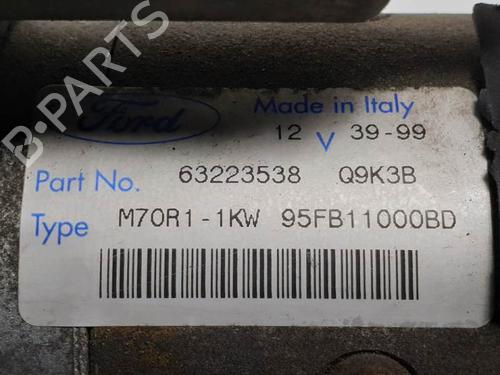 B-PARTS
Ford
Made in Italy
12 V 39-99
Part No. 63223538 Q9K3B
Type M70R1-1KW 95FB11000BD